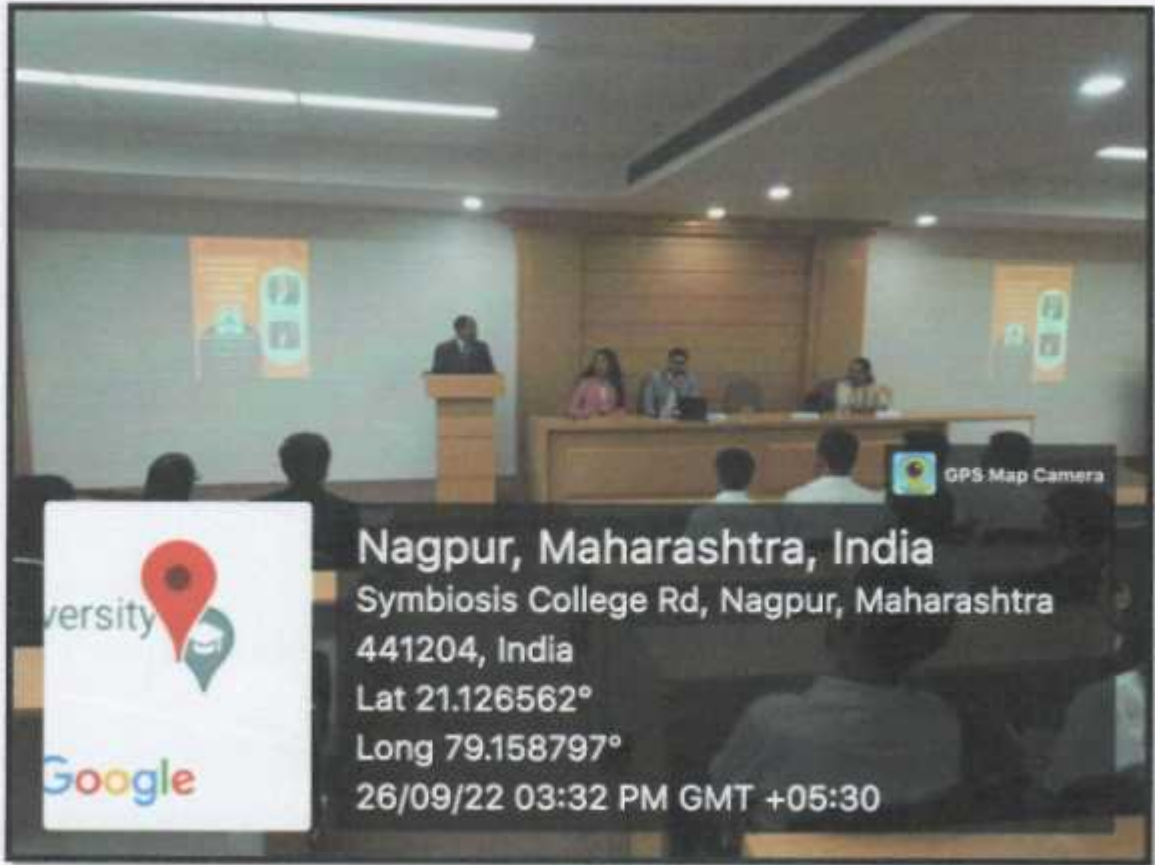 GPS Map Camera
Nagpur, Maharashtra, India
Symbiosis College Rd, Nagpur, Maharashtra
441204, India
Lat 21.126562°
Long 79.158797°
26/09/22 03:32 PM GMT +05:30
versity
Google